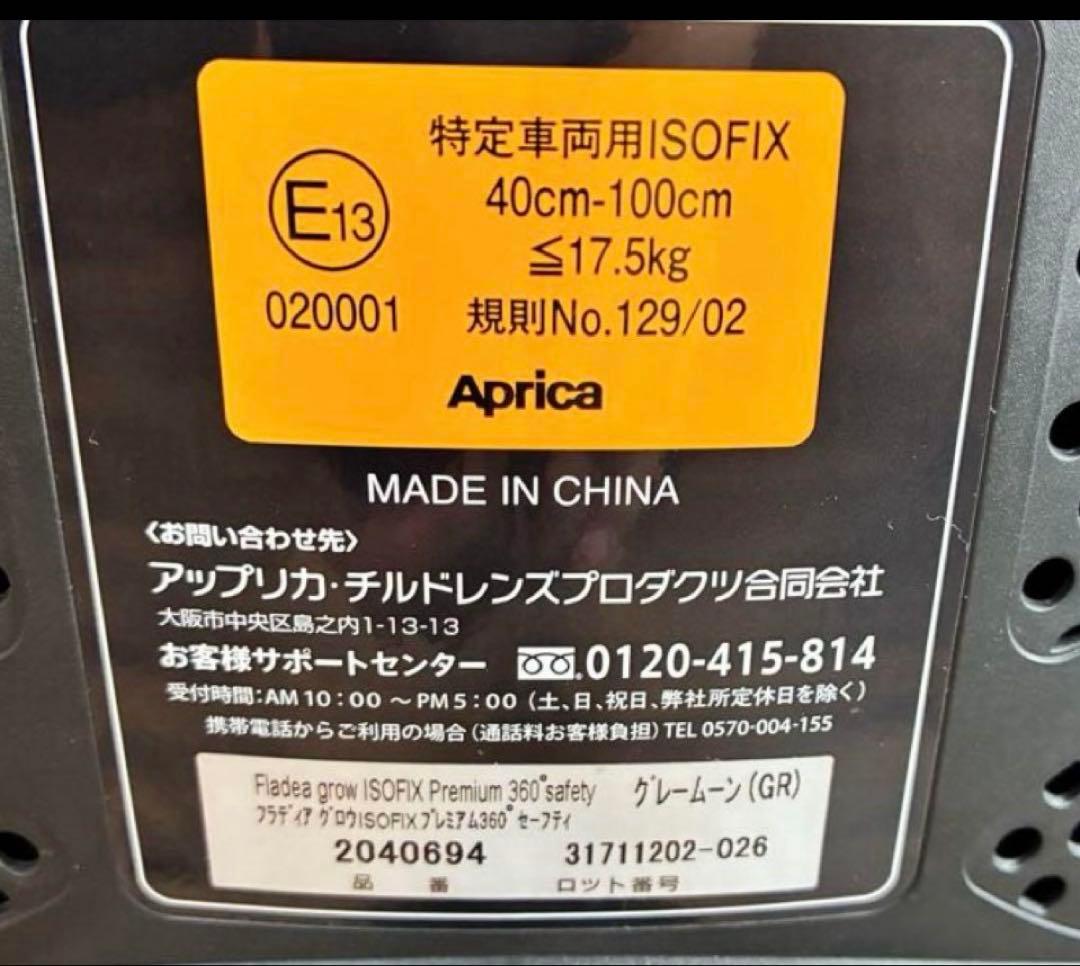 特定車両用ISOFIX
40cm-100cm
≦17.5kg
規則No.129/02
E13
020001
Aprica
MADE IN CHINA
〈お問い合わせ先〉
アップリカ・チルドレンズプロダクツ合同会社
大阪市中央区島之内1-13-13
お客様サポートセンター 0120-415-814
受付時間:AM 10:00 ～ PM 5:00 (土、日、祝日、弊社所定休日を除く)
携帯電話からご利用の場合(通話料お客様負担) TEL 0570-004-155
Fladea grow ISOFIX Premium 360°safety グレームーン(GR)
フラディア グロウISOFIXプレミアム360° セーフティ
2040694 31711202-026
品 番 ロット番号